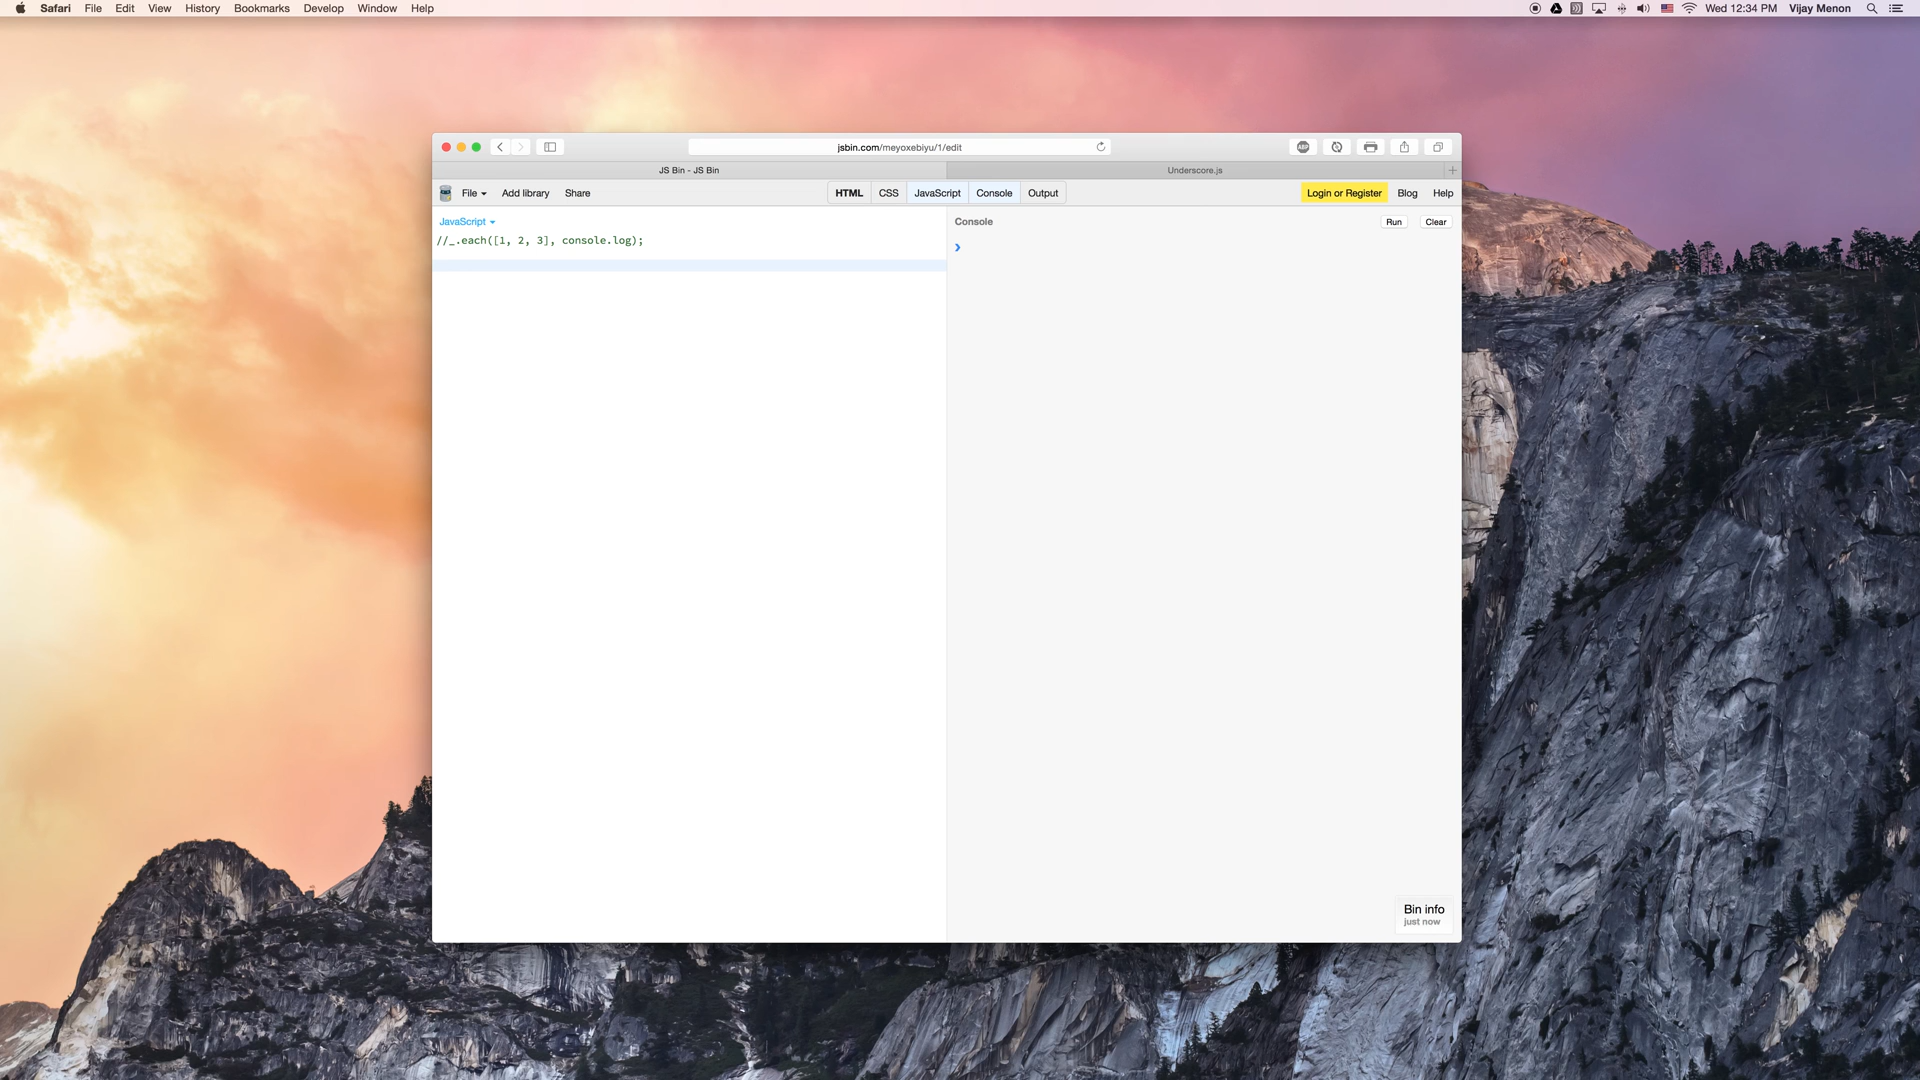 Safari File Edit View History Bookmarks Develop Window Help Wed 12:34 PM Vijay Menon
jsbin.com/meyoxebiyu/1/edit
ABP
JS Bin - JS Bin Underscore.js
File Add library Share HTML CSS JavaScript Console Output Login or Register Blog Help
JavaScript Console Run Clear
//_.each([1, 2, 3], console.log);
Bin info
just now